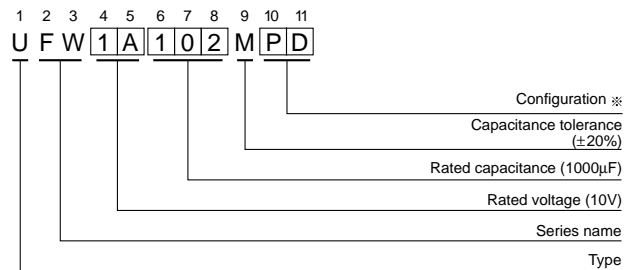 1 2 3 4 5 6 7 8 9 10 11
U F W 1 A 1 0 2 M P D
Configuration ※
Capacitance tolerance
(±20%)
Rated capacitance (1000µF)
Rated voltage (10V)
Series name
Type